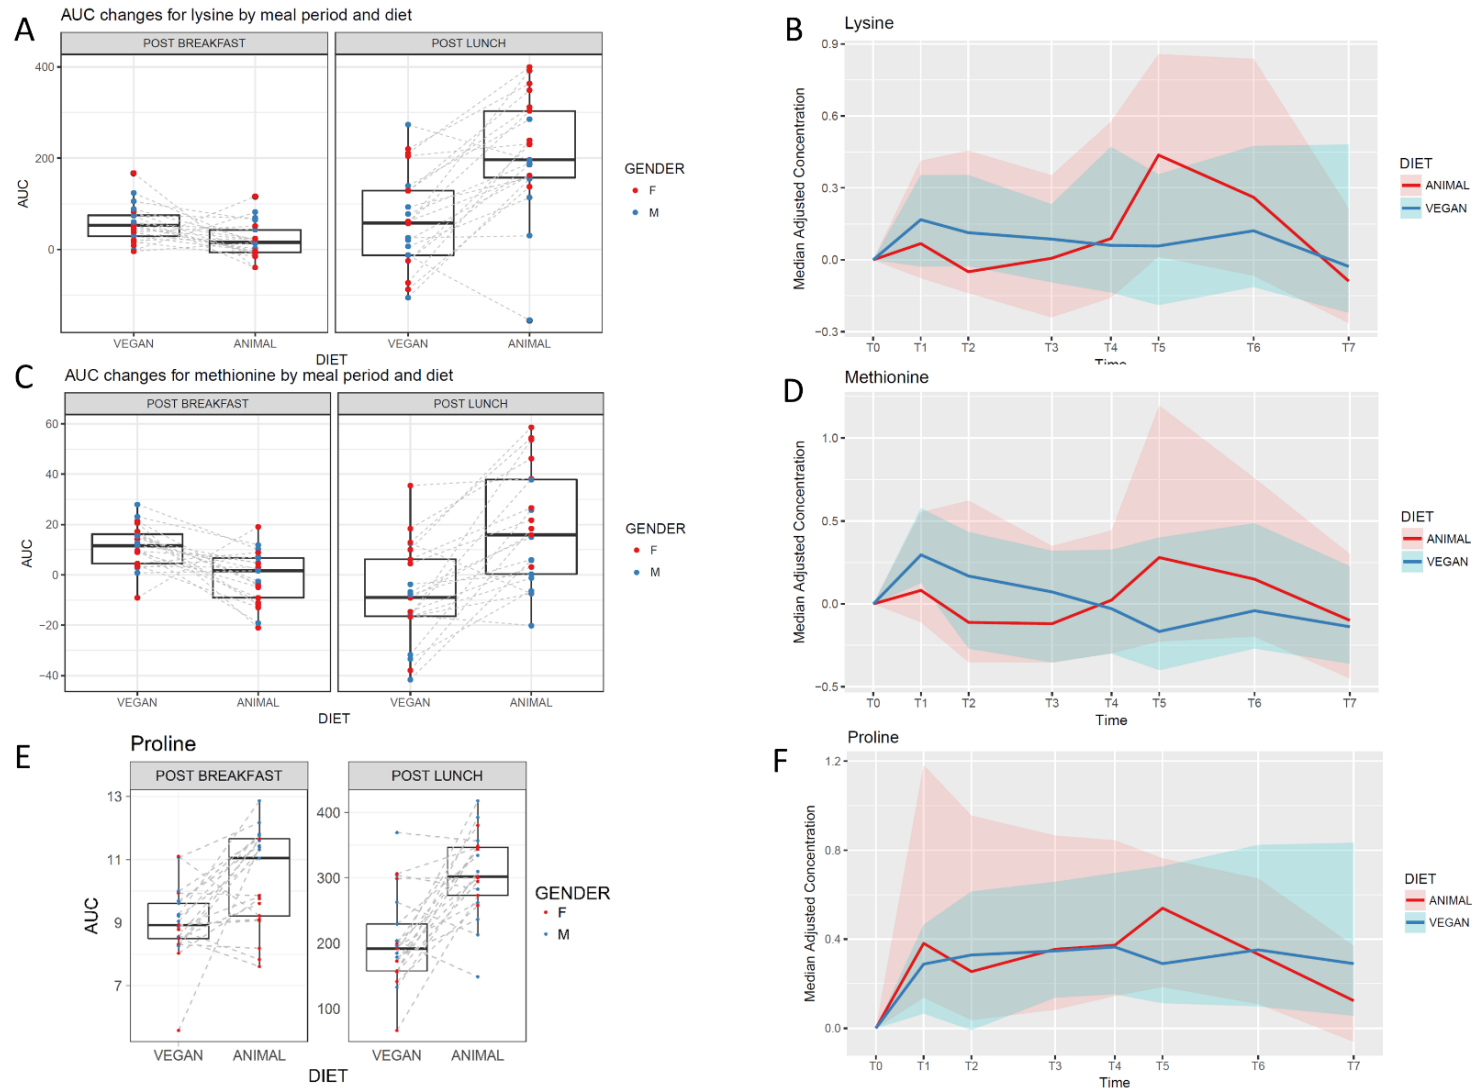 A
AUC changes for lysine by meal period and diet
POST BREAKFAST
POST LUNCH
400
200
0
AUC
VEGAN
ANIMAL
VEGAN
ANIMAL
DIET
GENDER
F
M
B
Lysine
0.9
0.6
0.3
0.0
−0.3
Median Adjusted Concentration
T0
T1
T2
T3
T4
T5
T6
T7
Time
DIET
ANIMAL
VEGAN
C
AUC changes for methionine by meal period and diet
POST BREAKFAST
POST LUNCH
60
40
20
0
−20
−40
AUC
VEGAN
ANIMAL
VEGAN
ANIMAL
DIET
GENDER
F
M
D
Methionine
1.0
0.5
0.0
−0.5
Median Adjusted Concentration
T0
T1
T2
T3
T4
T5
T6
T7
Time
DIET
ANIMAL
VEGAN
E
Proline
POST BREAKFAST
POST LUNCH
13
11
9
7
400
300
200
100
AUC
VEGAN
ANIMAL
VEGAN
ANIMAL
DIET
GENDER
F
M
F
Proline
1.2
0.8
0.4
0.0
Median Adjusted Concentration
T0
T1
T2
T3
T4
T5
T6
T7
Time
DIET
ANIMAL
VEGAN